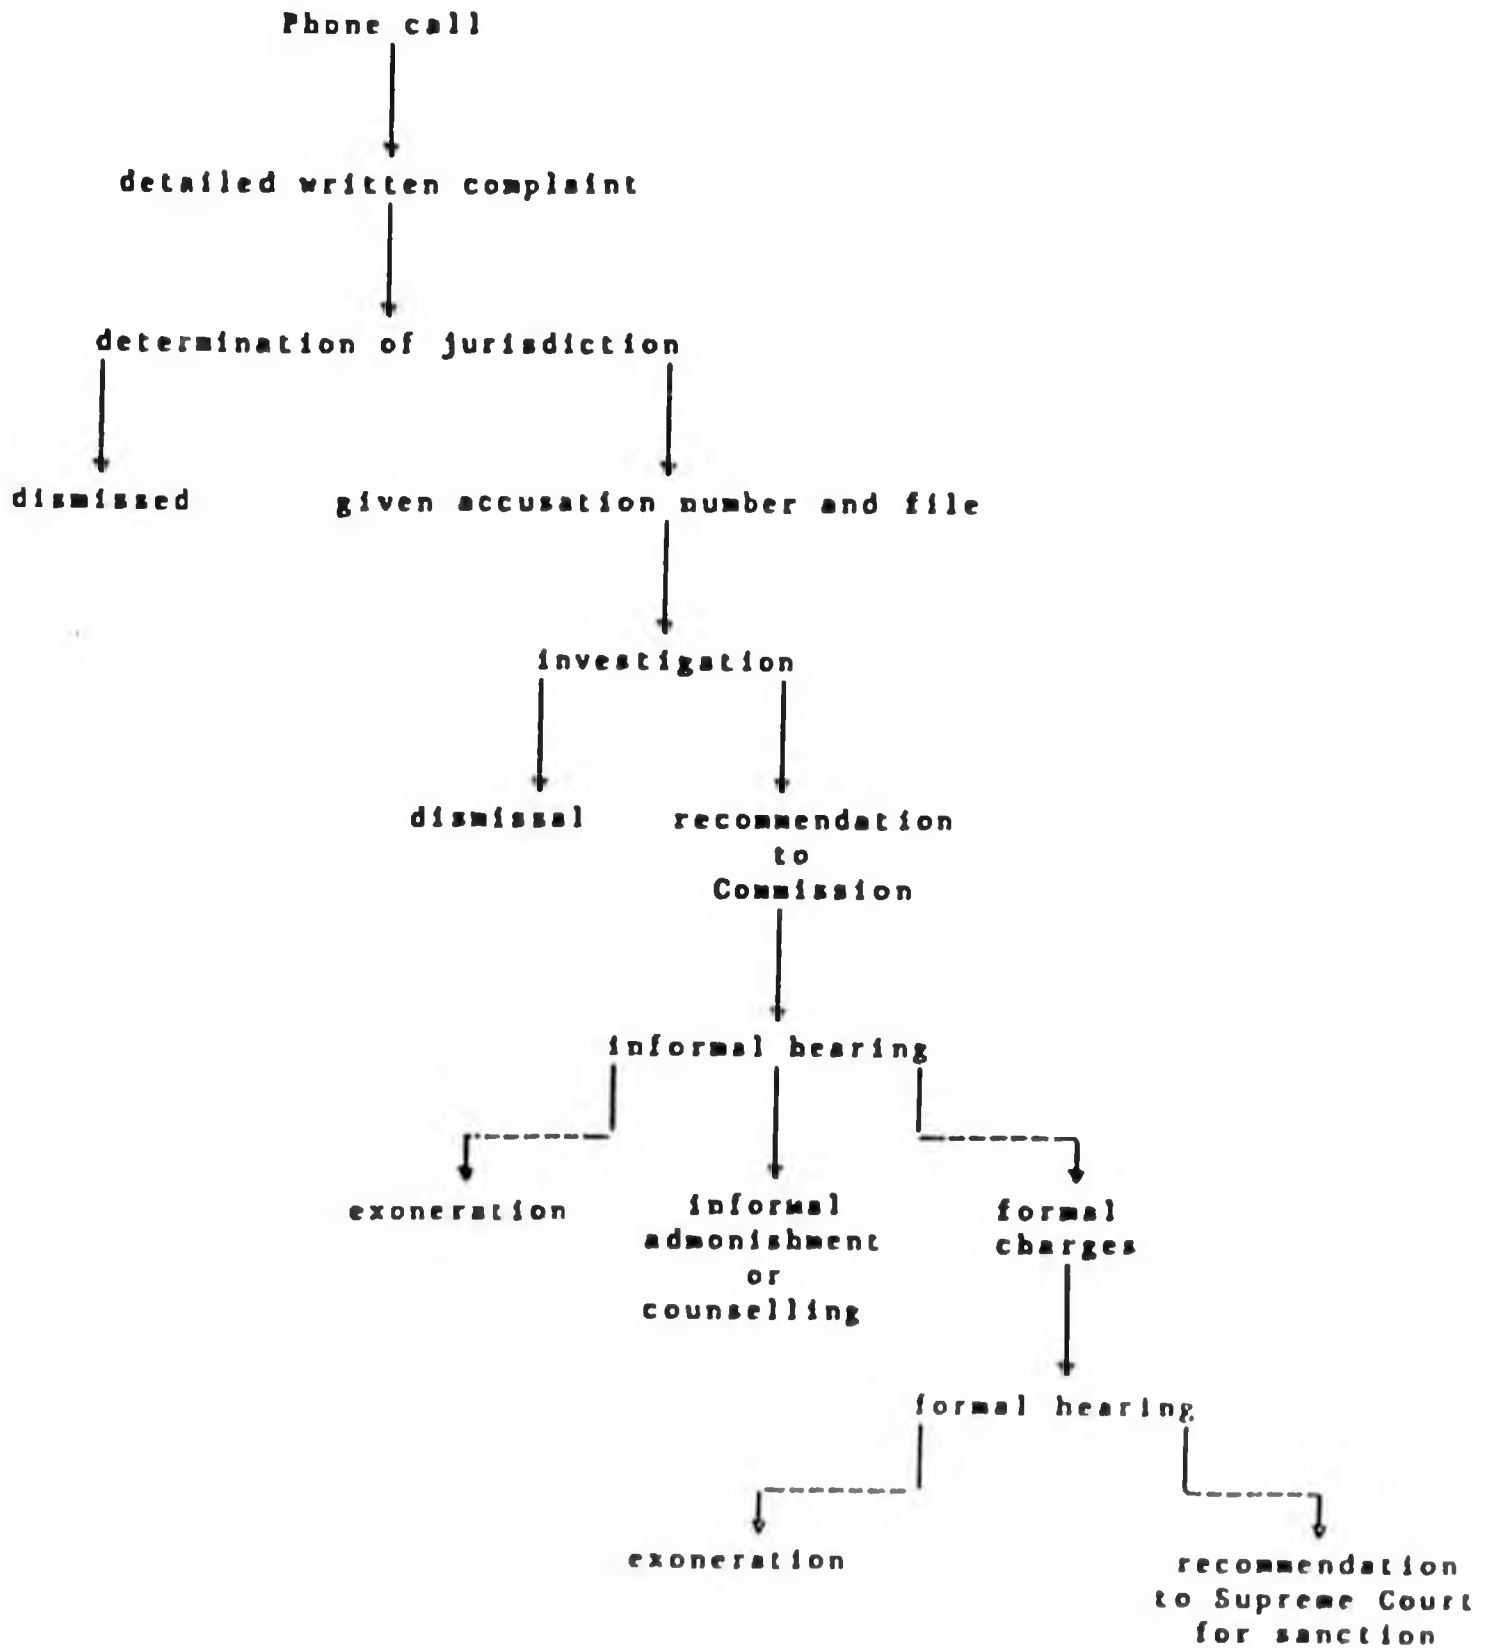 Phone call
detailed written complaint
determination of jurisdiction
dismissed
given accusation number and file
investigation
dismissal
recommendation
to
Commission
informal hearing
exoneration
informal
admonishment
or
counselling
formal
charges
formal hearing
exoneration
recommendation
to Supreme Court
for sanction